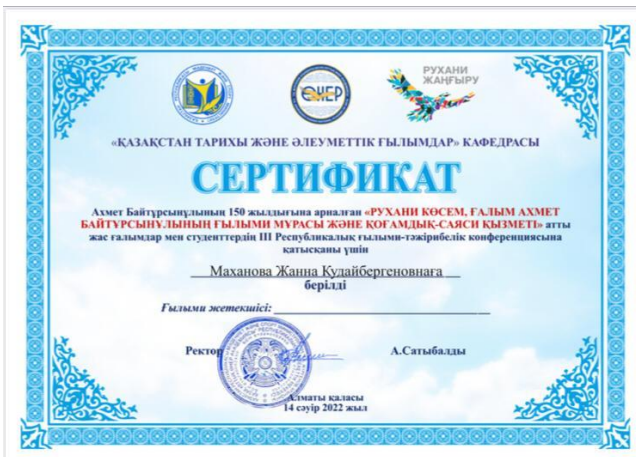 ӨНЕР
РУХАНИ
ЖАҢҒЫРУ
«ҚАЗАҚСТАН ТАРИХЫ ЖӘНЕ ӘЛЕУМЕТТІК ҒЫЛЫМДАР» КАФЕДРАСЫ
СЕРТИФИКАТ
Ахмет Байтұрсынұлының 150 жылдығына арналған «РУХАНИ КӨСЕМ, ҒАЛЫМ АХМЕТ
БАЙТҰРСЫНҰЛЫНЫҢ ҒЫЛЫМИ МҰРАСЫ ЖӘНЕ ҚОҒАМДЫҚ-САЯСИ ҚЫЗМЕТІ» атты
жас ғалымдар мен студенттердің III Республикалық ғылыми-тәжірибелік конференциясына
қатысқаны үшін
Маханова Жанна Кудайбергеновнаға
берілді
Ғылыми жетекшісі:
Ректор А.Сатыбалды
Алматы қаласы
14 сәуір 2022 жыл